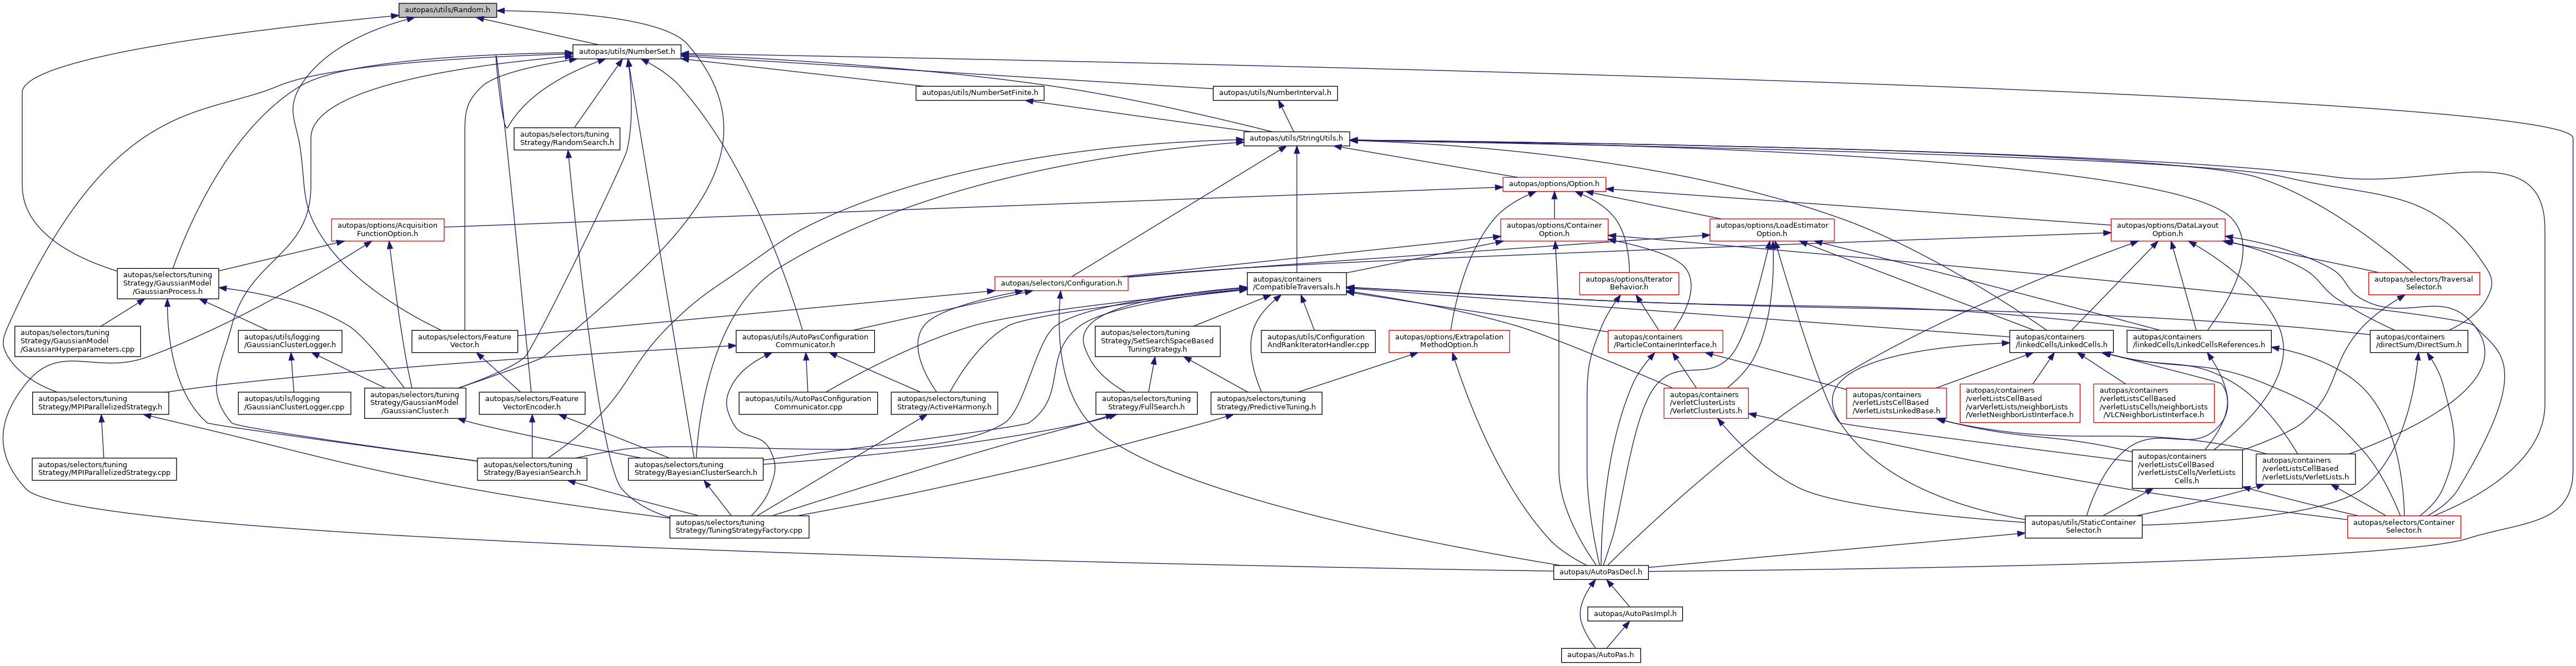 autopas/utils/Random.h
autopas/utils/NumberSet.h
autopas/utils/NumberSetFinite.h
autopas/utils/NumberInterval.h
autopas/selectors/tuning
Strategy/RandomSearch.h
autopas/utils/StringUtils.h
autopas/options/Option.h
autopas/options/Acquisition
FunctionOption.h
autopas/options/Container
Option.h
autopas/options/LoadEstimator
Option.h
autopas/options/DataLayout
Option.h
autopas/selectors/tuning
Strategy/GaussianModel
/GaussianProcess.h
autopas/selectors/Configuration.h
autopas/containers
/CompatibleTraversals.h
autopas/options/Iterator
Behavior.h
autopas/selectors/Traversal
Selector.h
autopas/selectors/tuning
Strategy/GaussianModel
/GaussianHyperparameters.cpp
autopas/utils/logging
/GaussianClusterLogger.h
autopas/selectors/Feature
Vector.h
autopas/utils/AutoPasConfiguration
Communicator.h
autopas/selectors/tuning
Strategy/SetSearchSpaceBased
TuningStrategy.h
autopas/utils/Configuration
AndRankIteratorHandler.cpp
autopas/options/Extrapolation
MethodOption.h
autopas/containers
/ParticleContainerInterface.h
autopas/containers
/linkedCells/LinkedCells.h
autopas/containers
/linkedCells/LinkedCellsReferences.h
autopas/containers
/directSum/DirectSum.h
autopas/selectors/tuning
Strategy/MPIParallelizedStrategy.h
autopas/utils/logging
/GaussianClusterLogger.cpp
autopas/selectors/tuning
Strategy/GaussianModel
/GaussianCluster.h
autopas/selectors/Feature
VectorEncoder.h
autopas/utils/AutoPasConfiguration
Communicator.cpp
autopas/selectors/tuning
Strategy/ActiveHarmony.h
autopas/selectors/tuning
Strategy/FullSearch.h
autopas/selectors/tuning
Strategy/PredictiveTuning.h
autopas/containers
/verletClusterLists
/VerletClusterLists.h
autopas/containers
/verletListsCellBased
/VerletListsLinkedBase.h
autopas/containers
/verletListsCellBased
/varVerletLists/neighborLists
/VerletNeighborListInterface.h
autopas/containers
/verletListsCellBased
/verletListsCells/neighborLists
/VLCNeighborListInterface.h
autopas/selectors/tuning
Strategy/MPIParallelizedStrategy.cpp
autopas/selectors/tuning
Strategy/BayesianSearch.h
autopas/selectors/tuning
Strategy/BayesianClusterSearch.h
autopas/containers
/verletListsCellBased
/verletListsCells/VerletLists
Cells.h
autopas/containers
/verletListsCellBased
/verletLists/VerletLists.h
autopas/selectors/tuning
Strategy/TuningStrategyFactory.cpp
autopas/utils/StaticContainer
Selector.h
autopas/selectors/Container
Selector.h
autopas/AutoPasDecl.h
autopas/AutoPasImpl.h
autopas/AutoPas.h